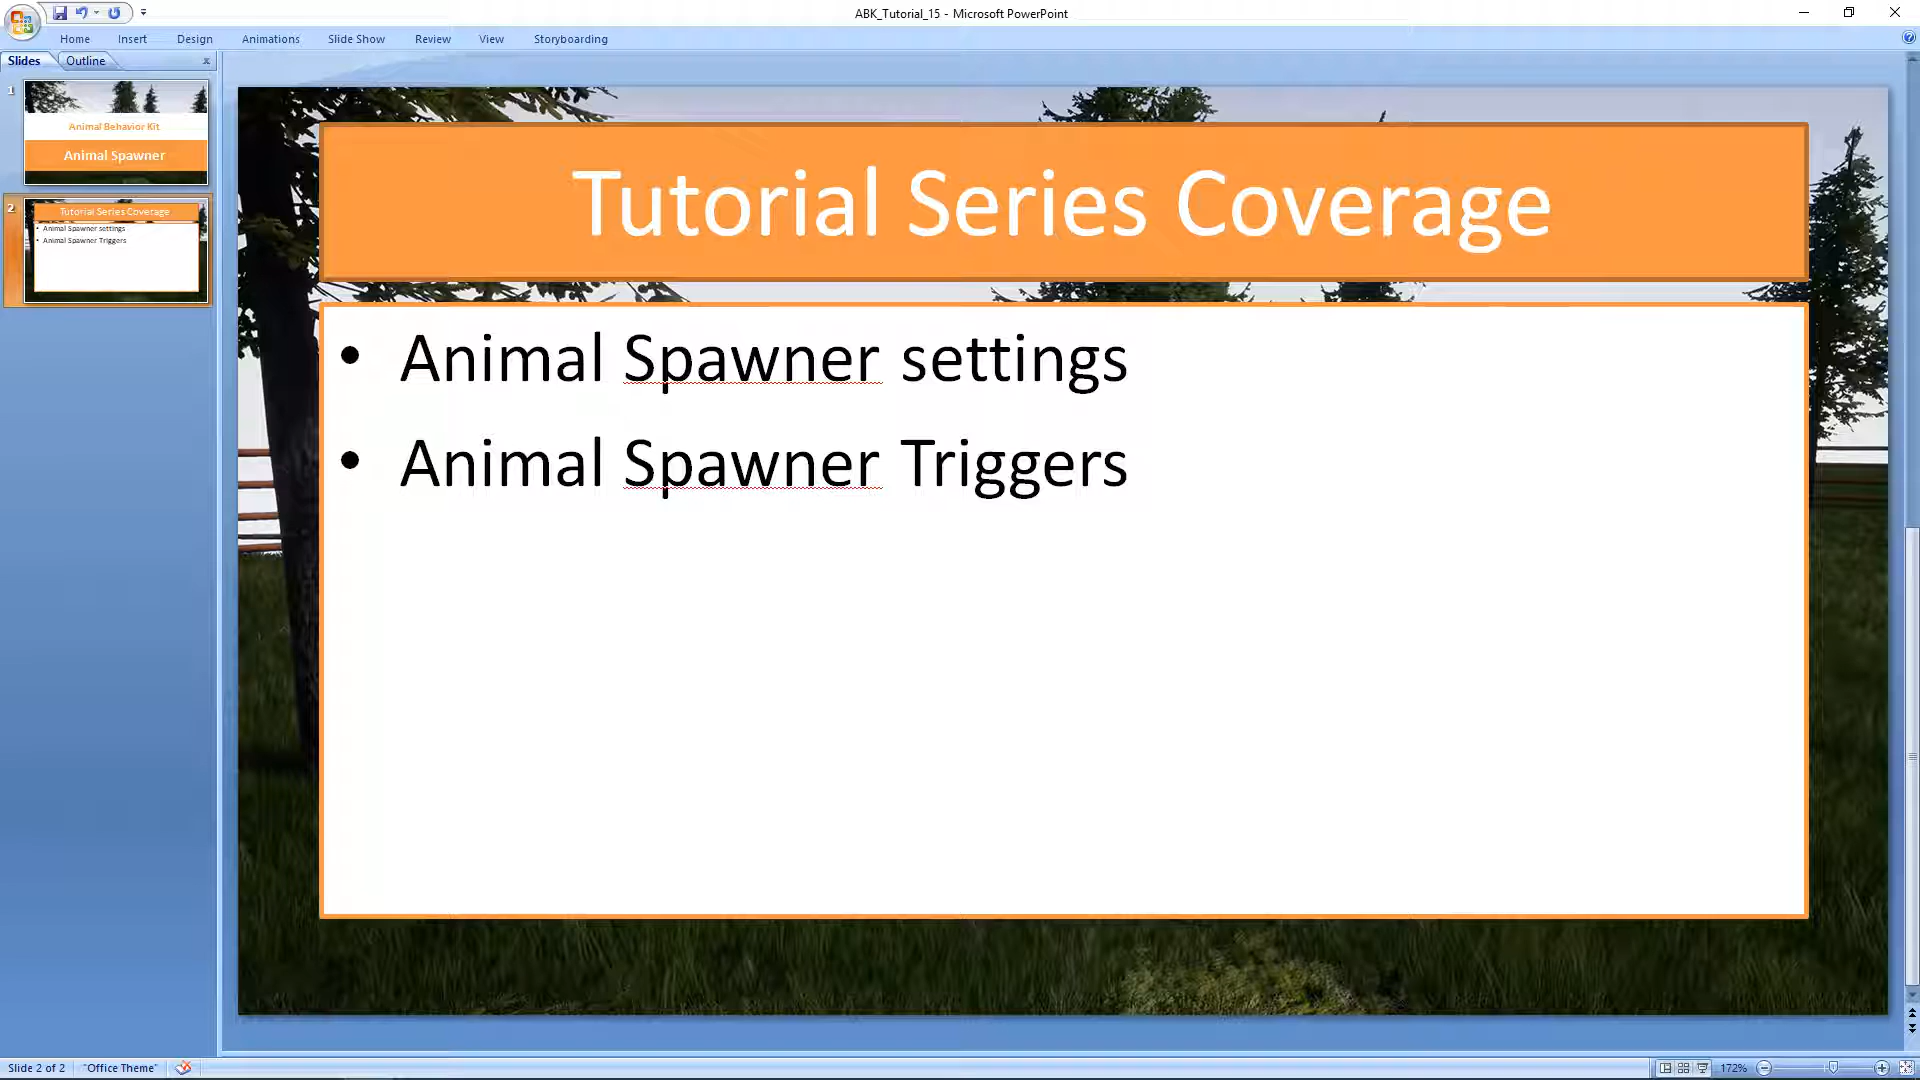 ABK_Tutorial_15 - Microsoft PowerPoint
Home Insert Design Animations Slide Show Review View Storyboarding
Slides Outline x
1
Animal Behavior Kit
Animal Spawner
2
Tutorial Series Coverage
• Animal Spawner settings
• Animal Spawner Triggers
Tutorial Series Coverage
• Animal Spawner settings
• Animal Spawner Triggers
Slide 2 of 2 "Office Theme" 172%